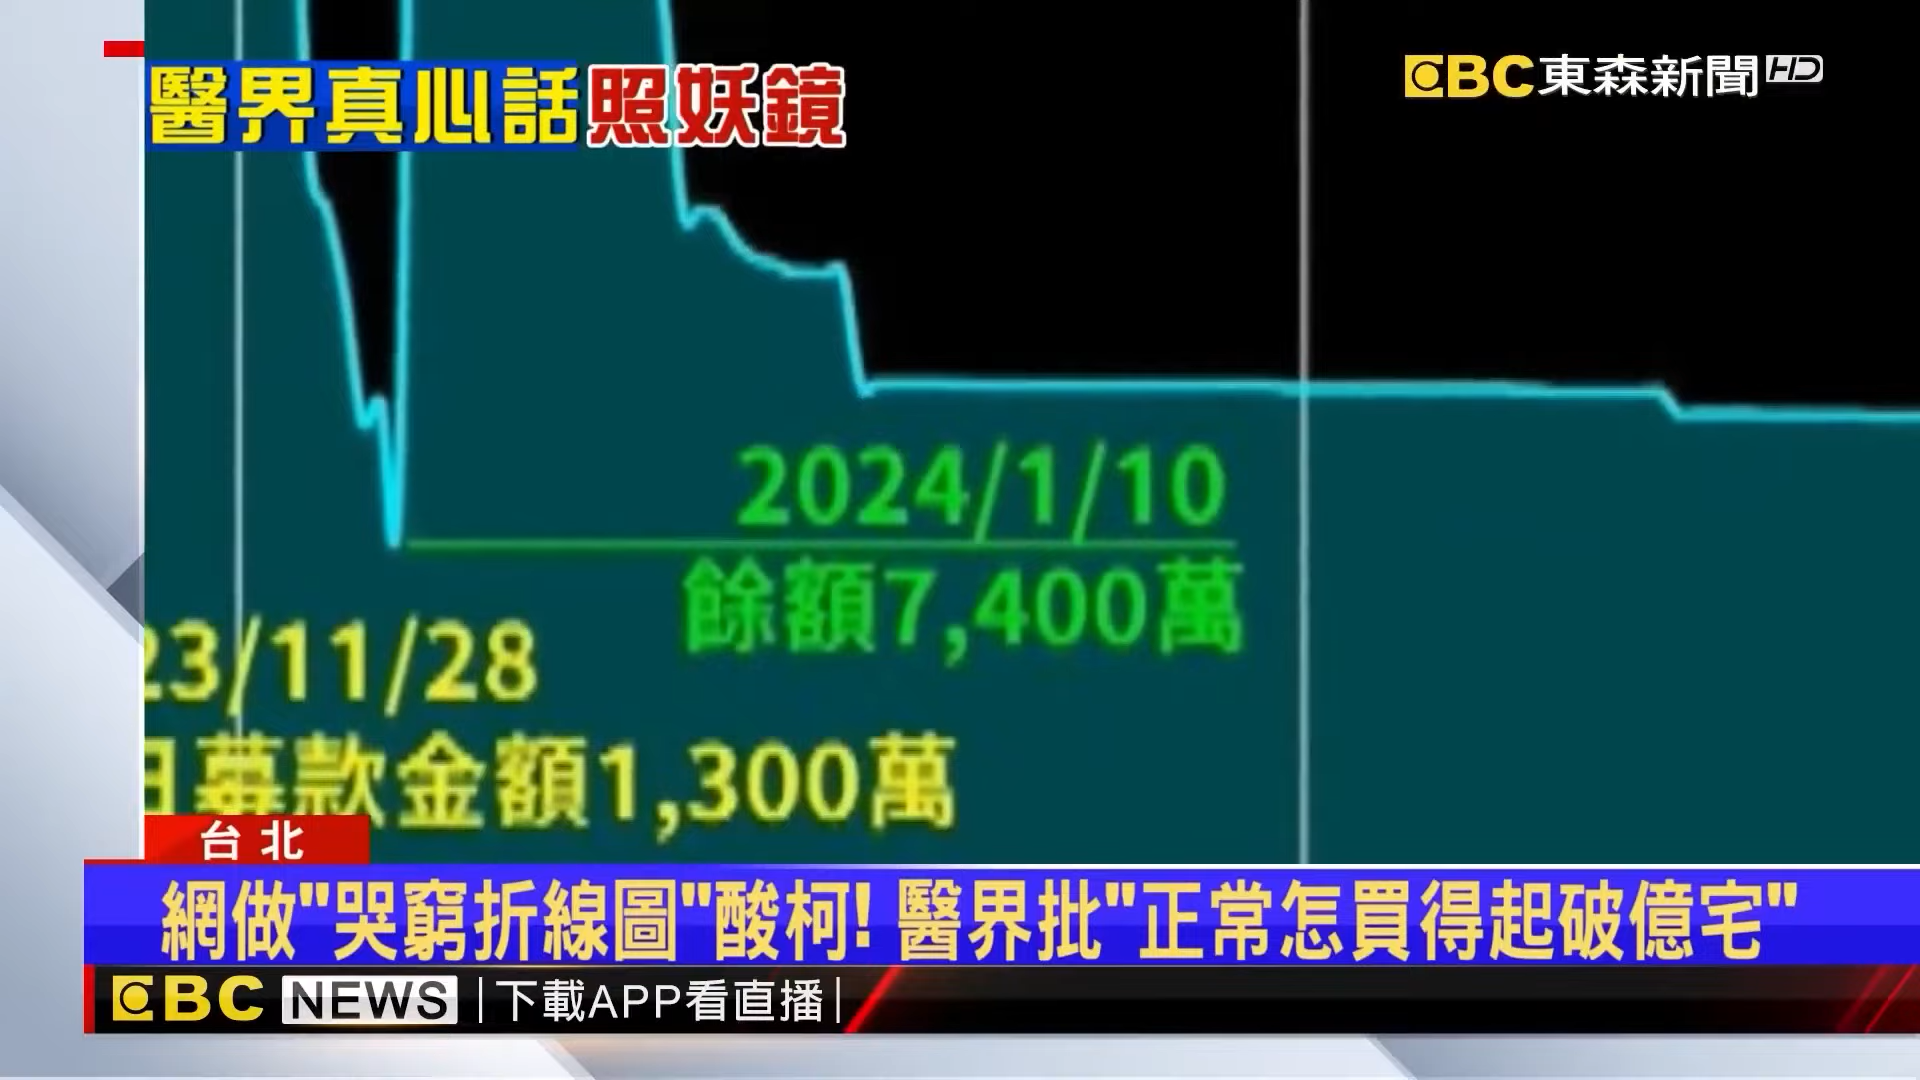 醫界真心話照妖鏡
EBC東森新聞HD
2024/1/10
餘額7,400萬
23/11/28
日募款金額1,300萬
台北
網做"哭窮折線圖"酸柯! 醫界批"正常怎買得起破億宅"
EBC NEWS 下載APP看直播